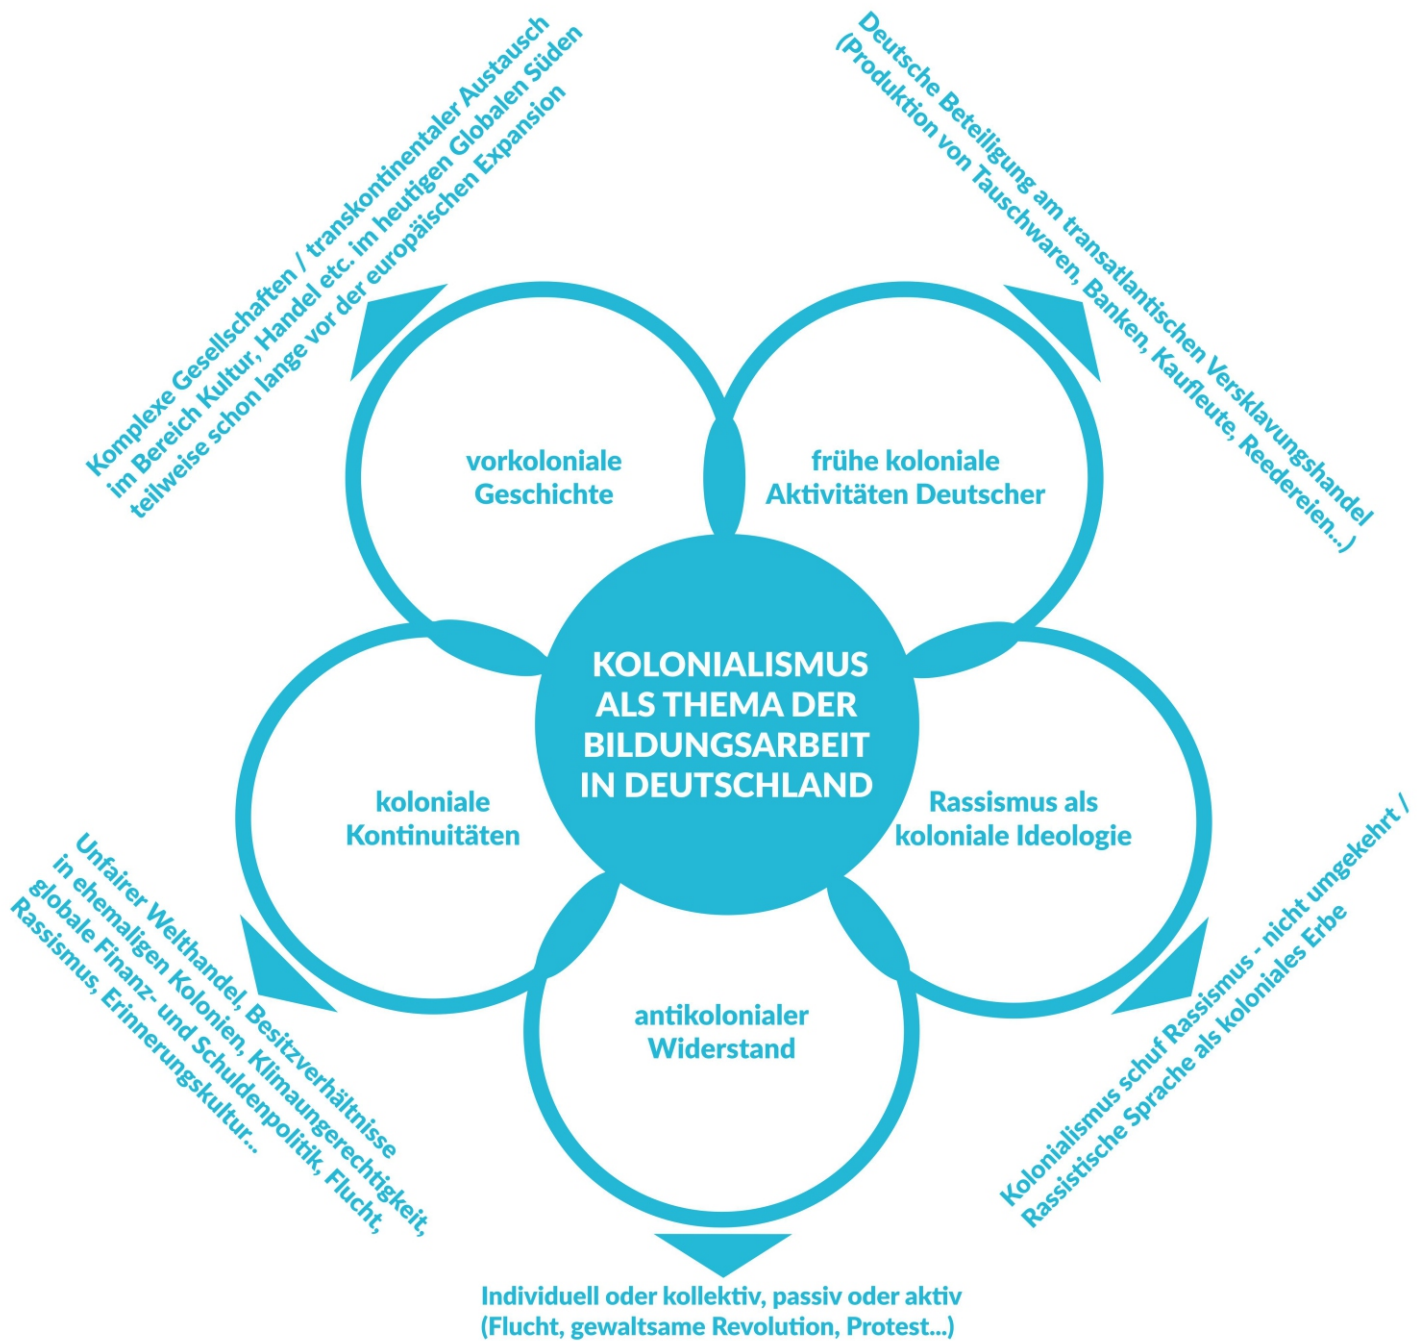 Komplexe Gesellschaften / transkontinentaler Austausch
im Bereich Kultur, Handel etc. im heutigen Globalen Süden
teilweise schon lange vor der europäischen Expansion
Deutsche Beteiligung am transatlantischen Versklavungshandel
(Produktion von Tauschwaren, Banken, Kaufleute, Reedereien...)
vorkoloniale
Geschichte
frühe koloniale
Aktivitäten Deutscher
KOLONIALISMUS
ALS THEMA DER
BILDUNGSARBEIT
IN DEUTSCHLAND
koloniale
Kontinuitäten
Rassismus als
koloniale Ideologie
Unfairer Welthandel, Besitzverhältnisse
in ehemaligen Kolonien, Klimaungerechtigkeit,
globale Finanz- und Schuldenpolitik, Flucht,
Rassismus, Erinnerungskultur...
Kolonialismus schuf Rassismus - nicht umgekehrt /
Rassistische Sprache als koloniales Erbe
antikolonialer
Widerstand
Individuell oder kollektiv, passiv oder aktiv
(Flucht, gewaltsame Revolution, Protest...)